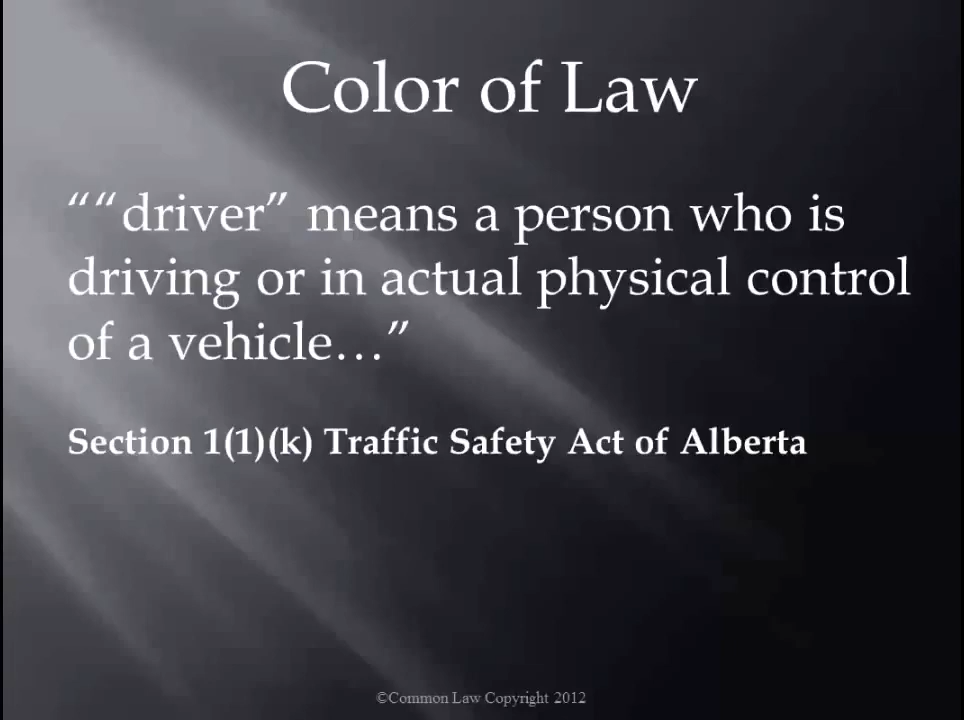 Color of Law
““driver” means a person who is
driving or in actual physical control
of a vehicle…”
Section 1(1)(k) Traffic Safety Act of Alberta
©Common Law Copyright 2012